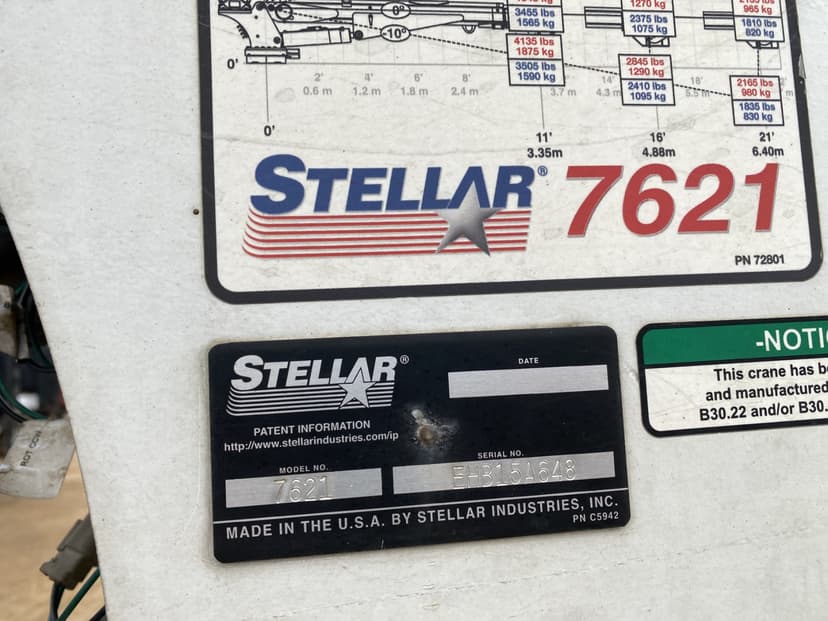 3455 lbs
1565 kg
1270 kg
2375 lbs
1075 kg
965 kg
1810 lbs
820 kg
0°
-10°
4135 lbs
1875 kg
3505 lbs
1590 kg
2845 lbs
1290 kg
2410 lbs
1095 kg
2165 lbs
980 kg
1835 lbs
830 kg
0'
2' 4' 6' 8' 18'
0.6 m 1.2 m 1.8 m 2.4 m 3.7 m 4.3 m 5.5 m
0' 11' 16' 21'
3.35m 4.88m 6.40m
STELLAR® 7621
PN 72801
STELLAR®
DATE
PATENT INFORMATION
http://www.stellarindustries.com/ip
MODEL NO. SERIAL NO.
7621 EHB15A648
MADE IN THE U.S.A. BY STELLAR INDUSTRIES, INC.
PN C5942
-NOTI
This crane has be
and manufactured
B30.22 and/or B30.